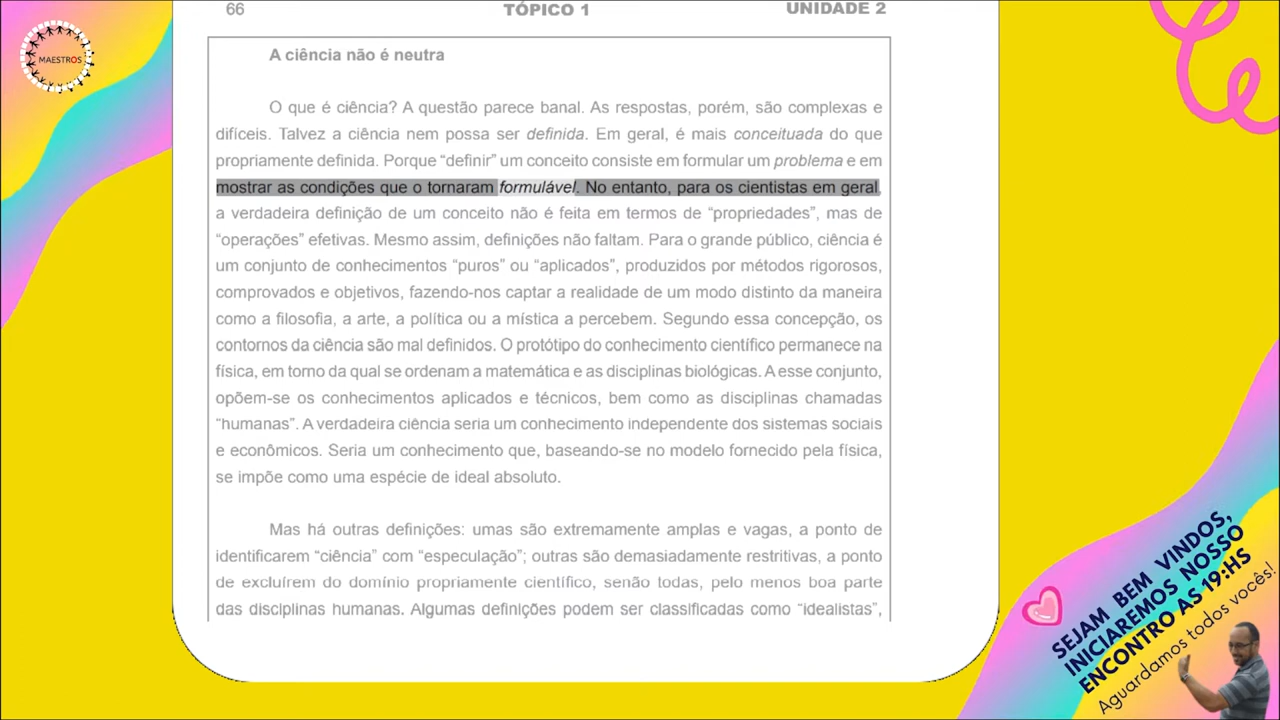 66 TÓPICO 1 UNIDADE 2
MAESTROS
A ciência não é neutra
O que é ciência? A questão parece banal. As respostas, porém, são complexas e
difíceis. Talvez a ciência nem possa ser definida. Em geral, é mais conceituada do que
propriamente definida. Porque “definir” um conceito consiste em formular um problema e em
mostrar as condições que o tornaram formulável. No entanto, para os cientistas em geral,
a verdadeira definição de um conceito não é feita em termos de “propriedades”, mas de
“operações” efetivas. Mesmo assim, definições não faltam. Para o grande público, ciência é
um conjunto de conhecimentos “puros” ou “aplicados”, produzidos por métodos rigorosos,
comprovados e objetivos, fazendo-nos captar a realidade de um modo distinto da maneira
como a filosofia, a arte, a política ou a mística a percebem. Segundo essa concepção, os
contornos da ciência são mal definidos. O protótipo do conhecimento científico permanece na
física, em torno da qual se ordenam a matemática e as disciplinas biológicas. A esse conjunto,
opõem-se os conhecimentos aplicados e técnicos, bem como as disciplinas chamadas
“humanas”. A verdadeira ciência seria um conhecimento independente dos sistemas sociais
e econômicos. Seria um conhecimento que, baseando-se no modelo fornecido pela física,
se impõe como uma espécie de ideal absoluto.
Mas há outras definições: umas são extremamente amplas e vagas, a ponto de
identificarem “ciência” com “especulação”; outras são demasiadamente restritivas, a ponto
de excluírem do domínio propriamente científico, senão todas, pelo menos boa parte
das disciplinas humanas. Algumas definições podem ser classificadas como “idealistas”,
SEJAM BEM VINDOS,
INICIAREMOS NOSSO
ENCONTRO AS 19:HS
Aguardamos todos vocês!